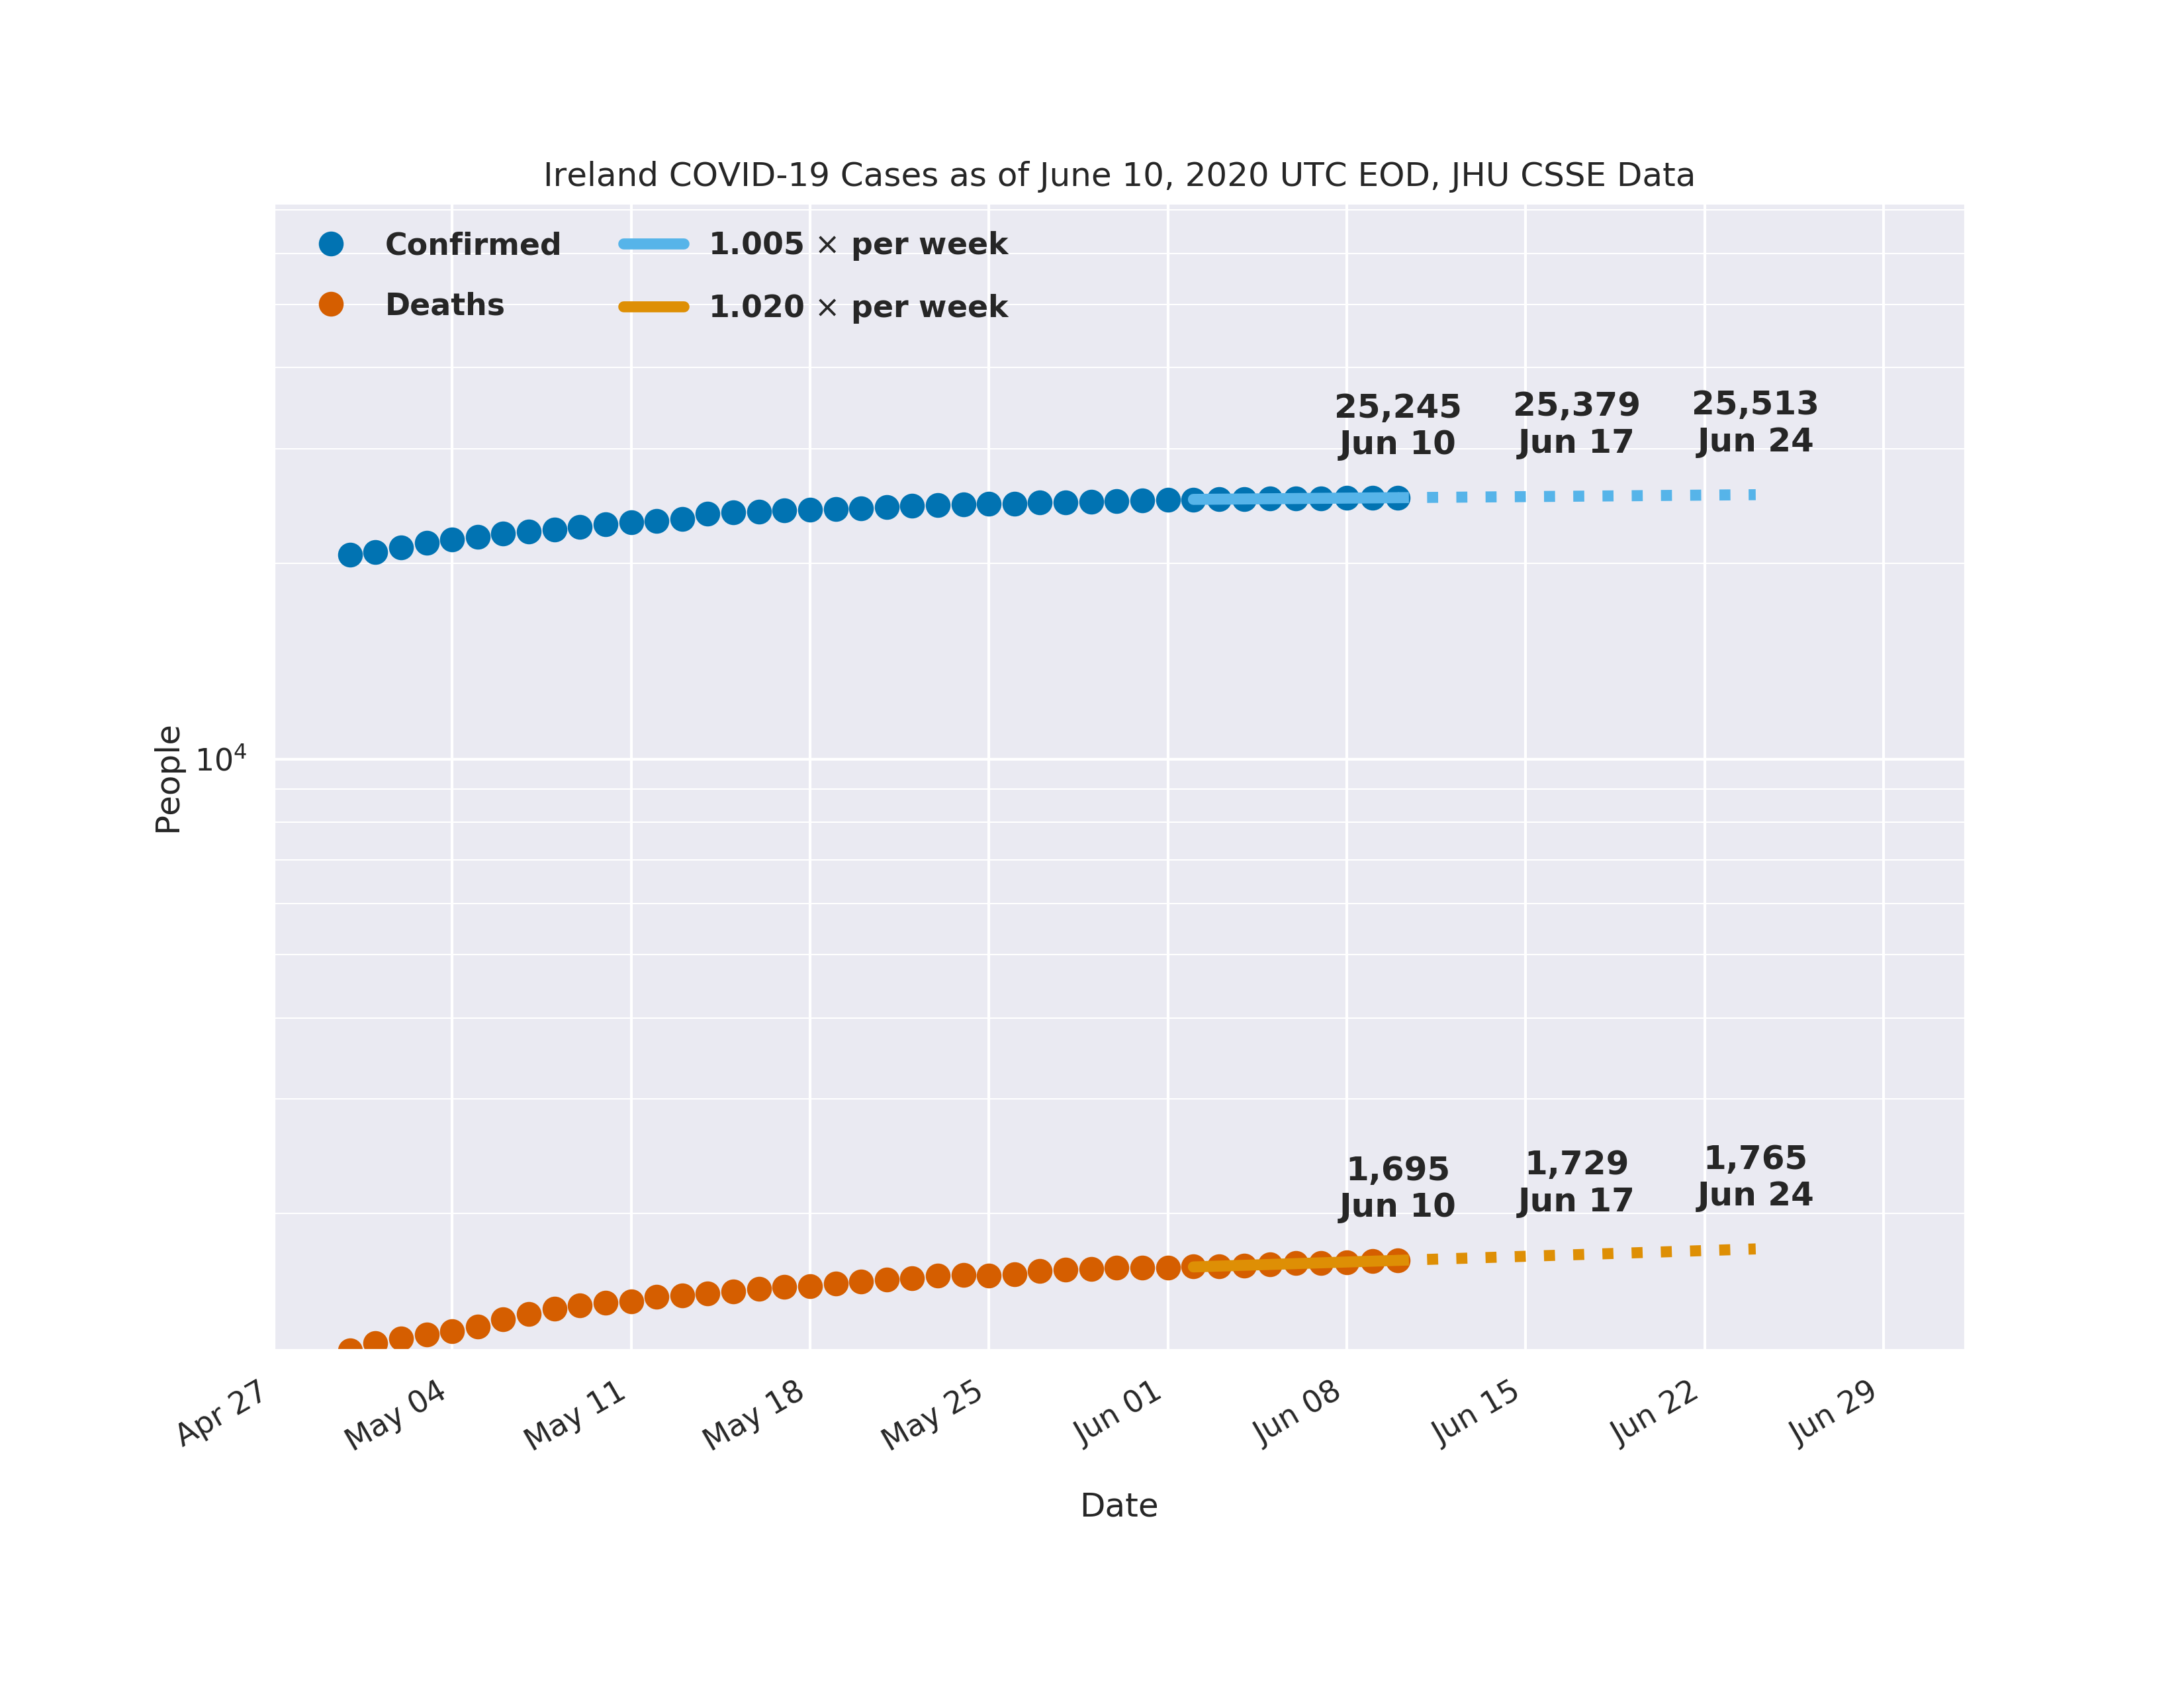 Ireland COVID-19 Cases as of June 10, 2020 UTC EOD, JHU CSSE Data
Confirmed
Deaths
1.005 × per week
1.020 × per week
25,245
Jun 10
25,379
Jun 17
25,513
Jun 24
People
10⁴
1,695
Jun 10
1,729
Jun 17
1,765
Jun 24
Apr 27
May 04
May 11
May 18
May 25
Jun 01
Jun 08
Jun 15
Jun 22
Jun 29
Date